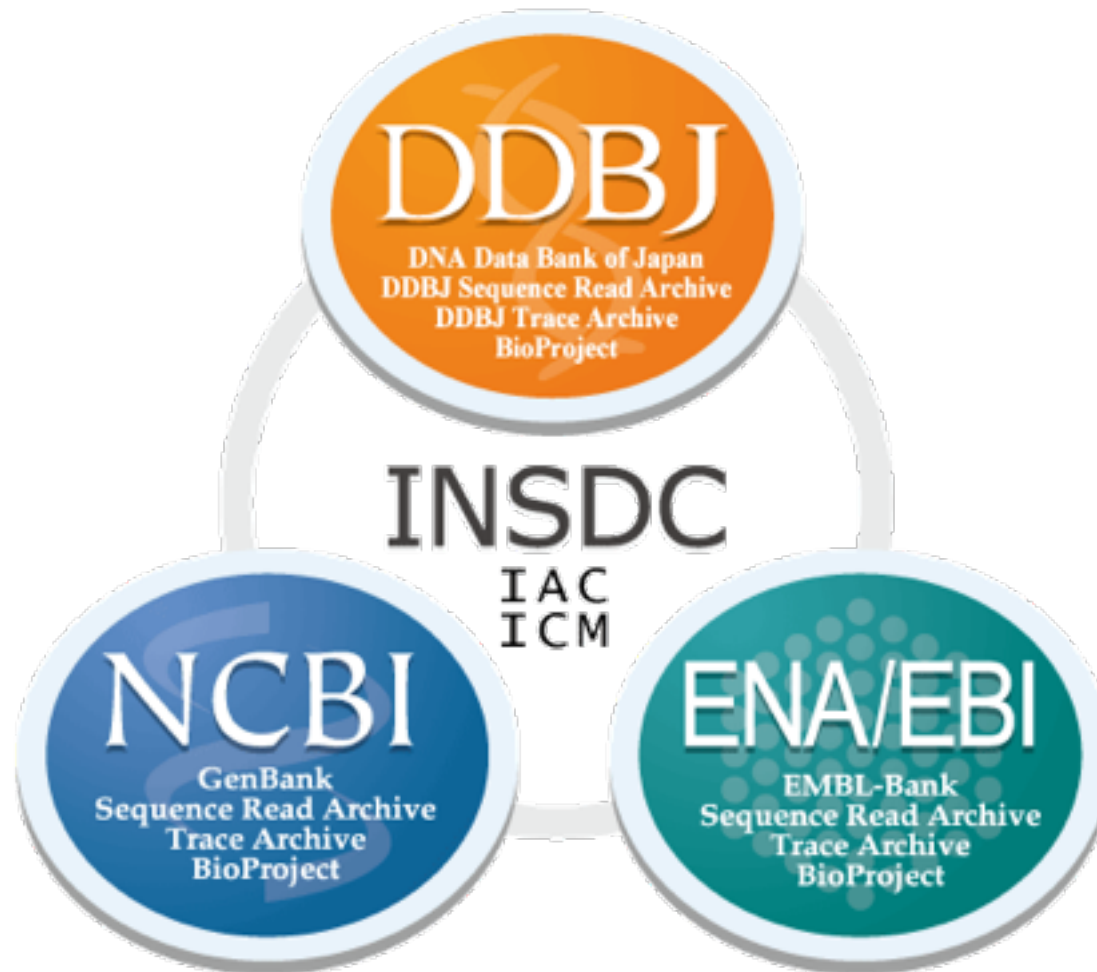 DDBJ
DNA Data Bank of Japan
DDBJ Sequence Read Archive
DDBJ Trace Archive
BioProject
INSDC
IAC
ICM
NCBI
GenBank
Sequence Read Archive
Trace Archive
BioProject
ENA/EBI
EMBL-Bank
Sequence Read Archive
Trace Archive
BioProject